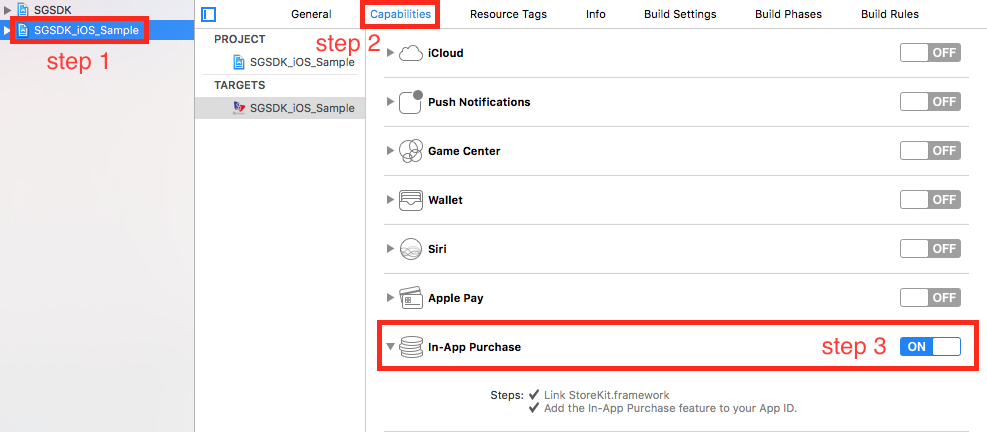 SGSDK
SGSDK_iOS_Sample
step 1
General
Capabilities
Resource Tags
Info
Build Settings
Build Phases
Build Rules
step 2
PROJECT
SGSDK_iOS_Sample
TARGETS
SGSDK_iOS_Sample
iCloud
OFF
Push Notifications
OFF
Game Center
OFF
Wallet
OFF
Siri
OFF
Apple Pay
OFF
In-App Purchase
step 3
ON
Steps: ✔ Link StoreKit.framework
✔ Add the In-App Purchase feature to your App ID.